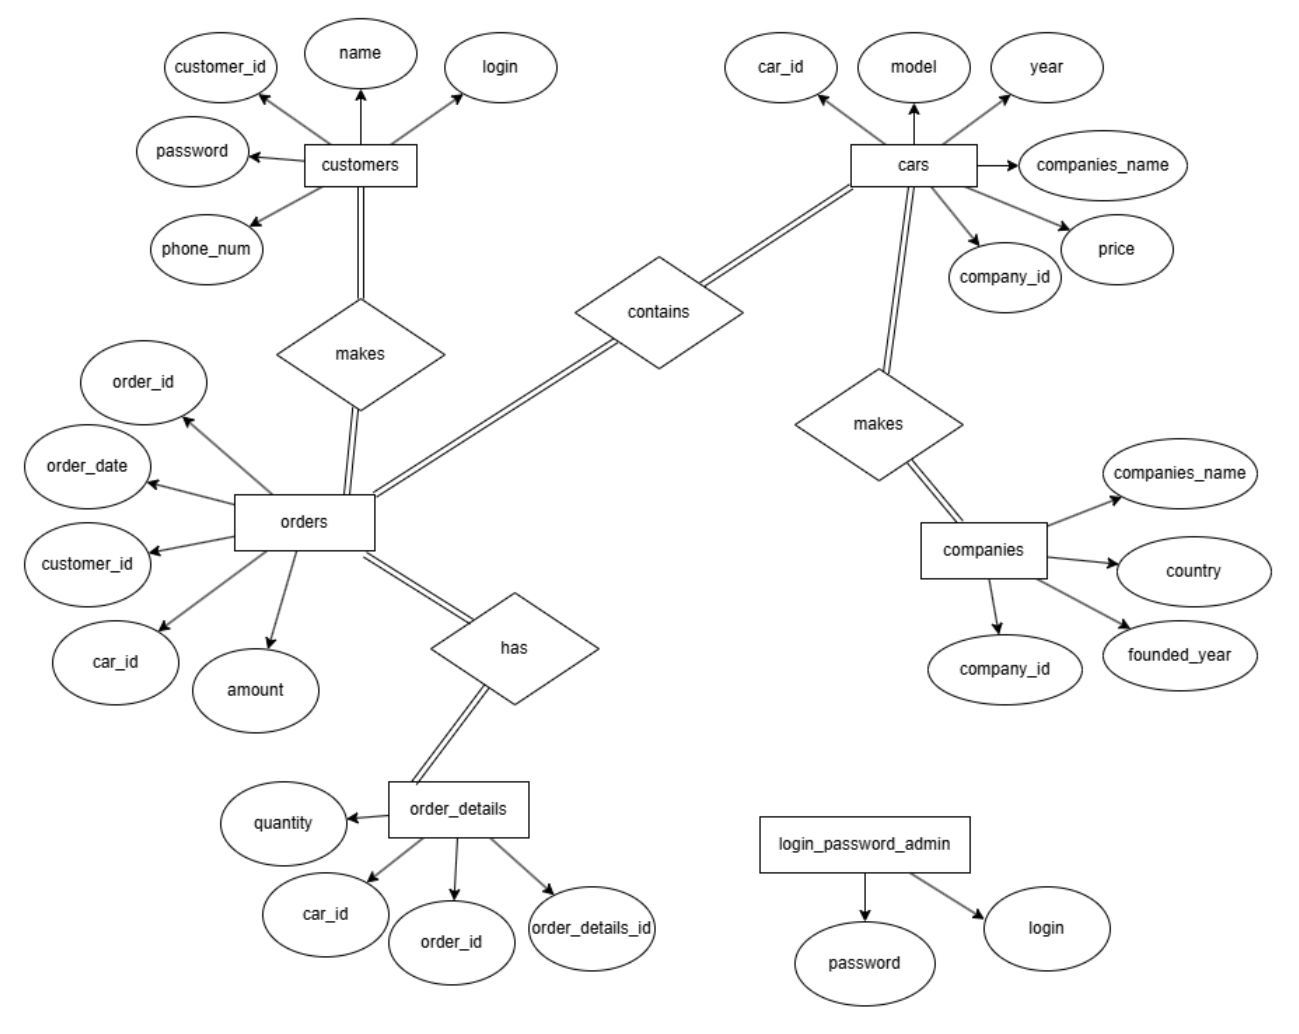 customer_id
name
login
car_id
model
year
password
customers
cars
companies_name
phone_num
price
company_id
contains
makes
order_id
makes
order_date
companies_name
orders
companies
customer_id
country
has
founded_year
car_id
company_id
amount
order_details
quantity
login_password_admin
car_id
order_id
order_details_id
login
password